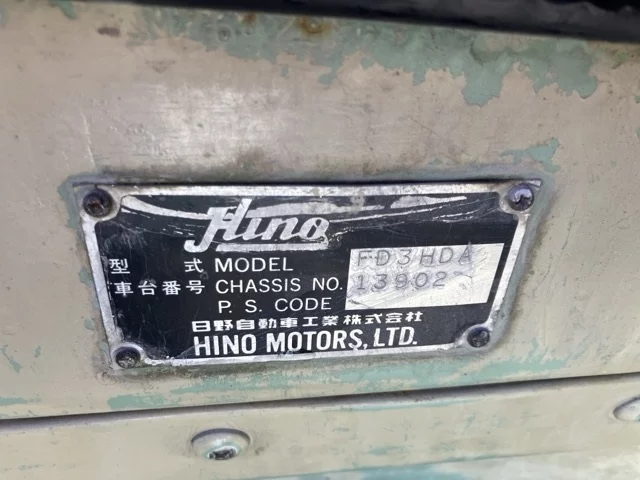 Hino
型 式 MODEL FD3HDA
車台番号 CHASSIS NO. 13902
P. S. CODE
日野自動車工業株式会社
HINO MOTORS, LTD.